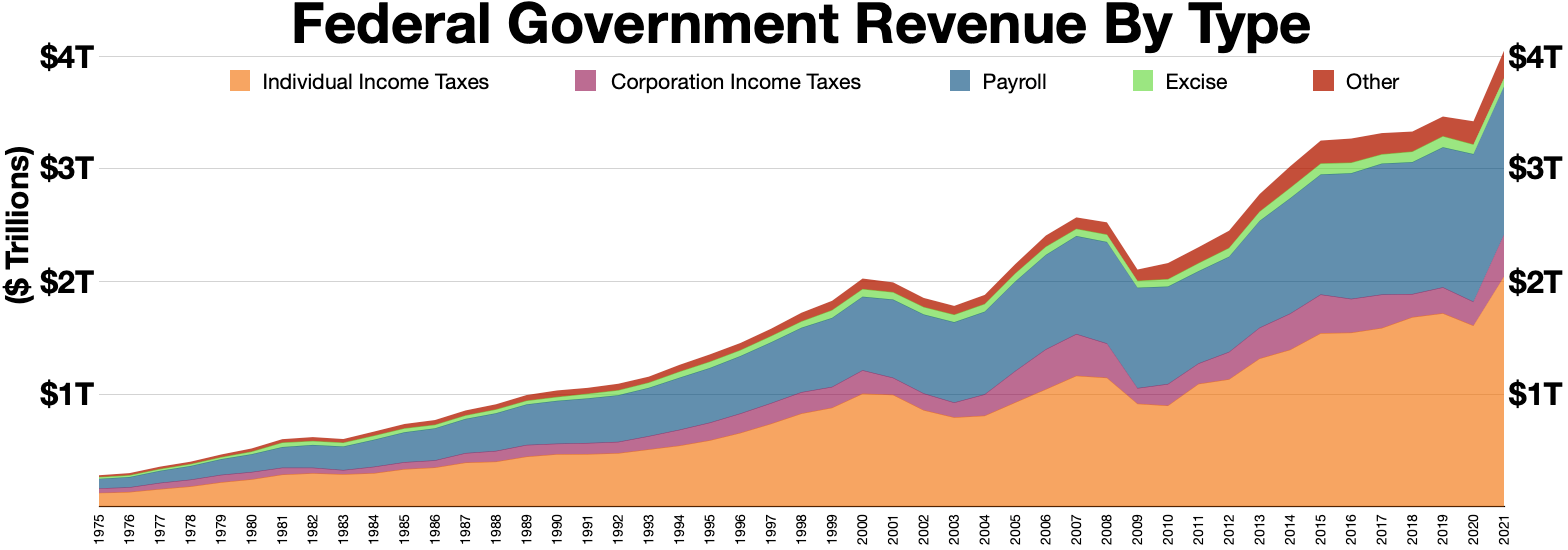 Federal Government Revenue By Type
$4T $4T
Individual Income Taxes Corporation Income Taxes Payroll Excise Other
($ Trillions)
$3T $3T
$2T $2T
$1T $1T
1975 1976 1977 1978 1979 1980 1981 1982 1983 1984 1985 1986 1987 1988 1989 1990 1991 1992 1993 1994 1995 1996 1997 1998 1999 2000 2001 2002 2003 2004 2005 2006 2007 2008 2009 2010 2011 2012 2013 2014 2015 2016 2017 2018 2019 2020 2021